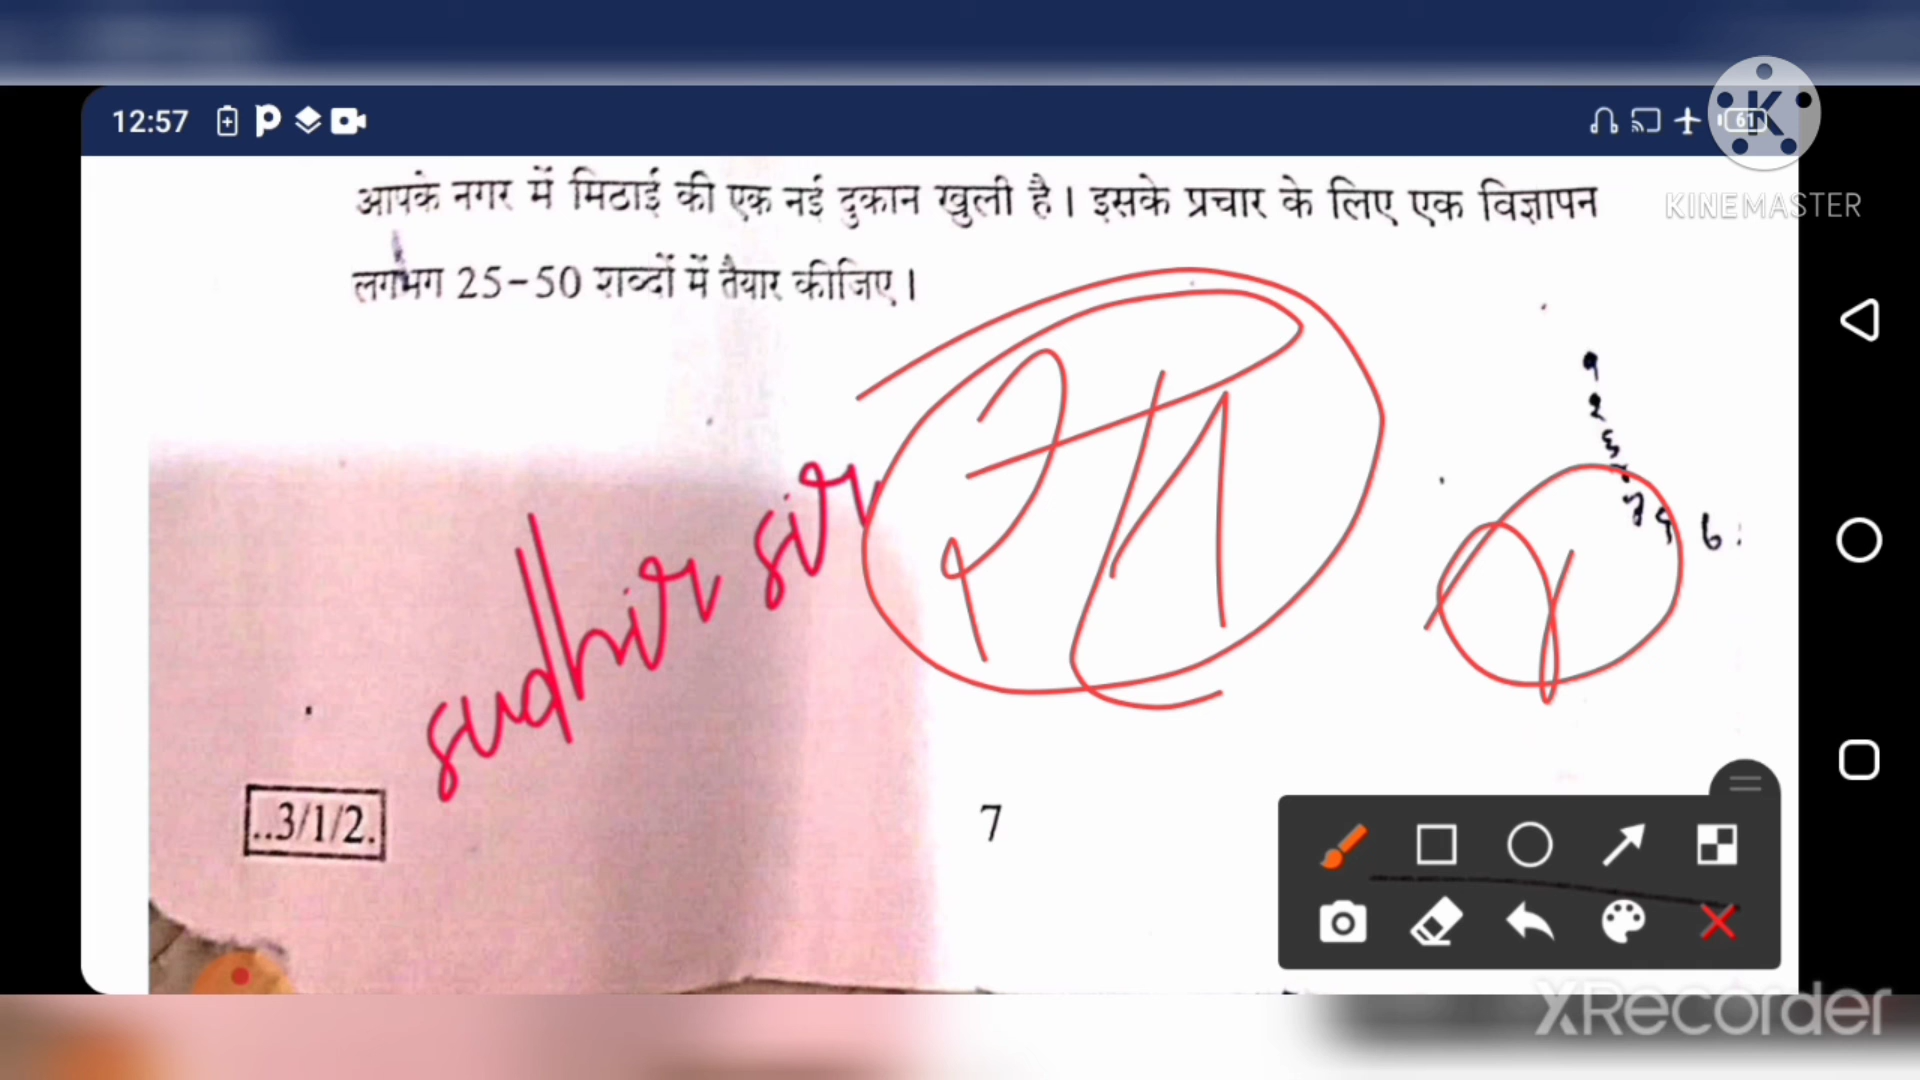 12:57
61
KINEMASTER
आपके नगर में मिठाई की एक नई दुकान खुली है। इसके प्रचार के लिए एक विज्ञापन
लगभग 25-50 शब्दों में तैयार कीजिए।
sudhir sir
..3/1/2.
7
XRecorder